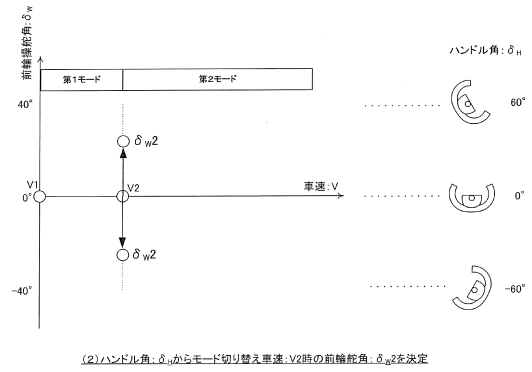 前輪操舵角：δW
ハンドル角：δH
第１モード
第２モード
40°
60°
δW2
V1
V2
車速：V
0°
0°
δW2
−40°
−60°
（２）ハンドル角：δHからモード切り替え車速：V2時の前輪舵角：δW2を決定